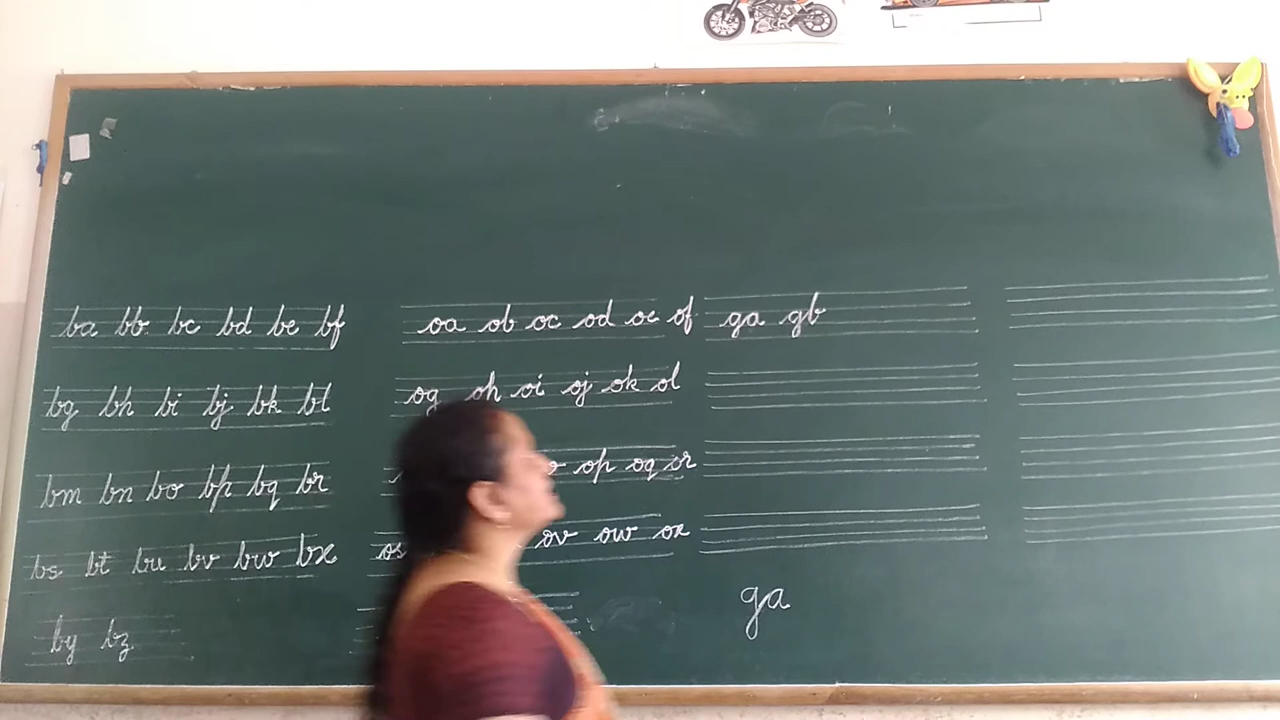 ba bb bc bd be bf
bg bh bi bj bk bl
bm bn bo bp bq br
bs bt bu bv bw bx
by bz
oa ob oc od oe of
og oh oi oj ok ol
op oq or
os ov ow ox
ga gb
ga